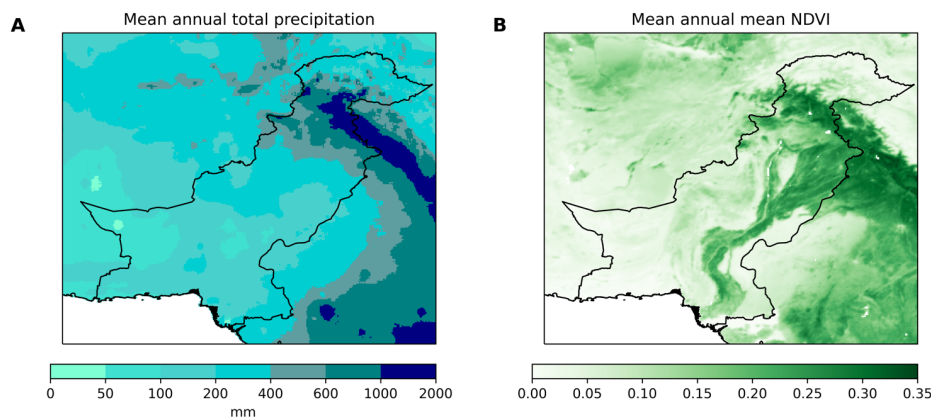 A
Mean annual total precipitation
0 50 100 200 400 600 1000 2000
mm
B
Mean annual mean NDVI
0.00 0.05 0.10 0.15 0.20 0.25 0.30 0.35